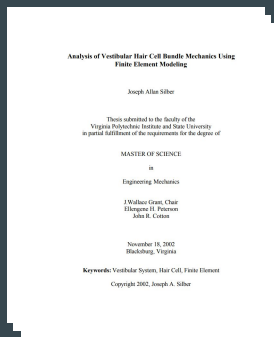 Analysis of Vestibular Hair Cell Bundle Mechanics Using
Finite Element Modeling
Joseph Allan Silber
Thesis submitted to the faculty of the
Virginia Polytechnic Institute and State University
in partial fulfillment of the requirements for the degree of
MASTER OF SCIENCE
in
Engineering Mechanics
J.Wallace Grant, Chair
Ellengene H. Peterson
John R. Cotton
November 18, 2002
Blacksburg, Virginia
Keywords: Vestibular System, Hair Cell, Finite Element
Copyright 2002, Joseph A. Silber